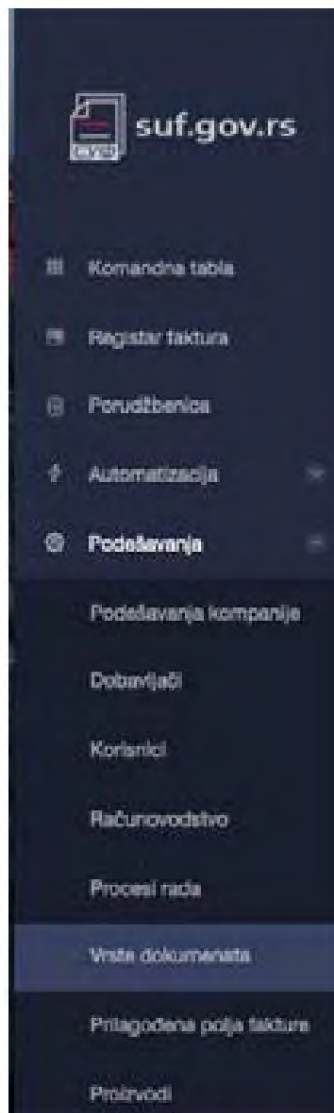 suf.gov.rs
Komandna tabla
Registar faktura
Porudžbenica
Automatizacija
Podešavanja
Podešavanja kompanije
Dobavljači
Korisnici
Računovodstvo
Procesi rada
Vrste dokumenata
Prilagođena polja fakture
Proizvodi